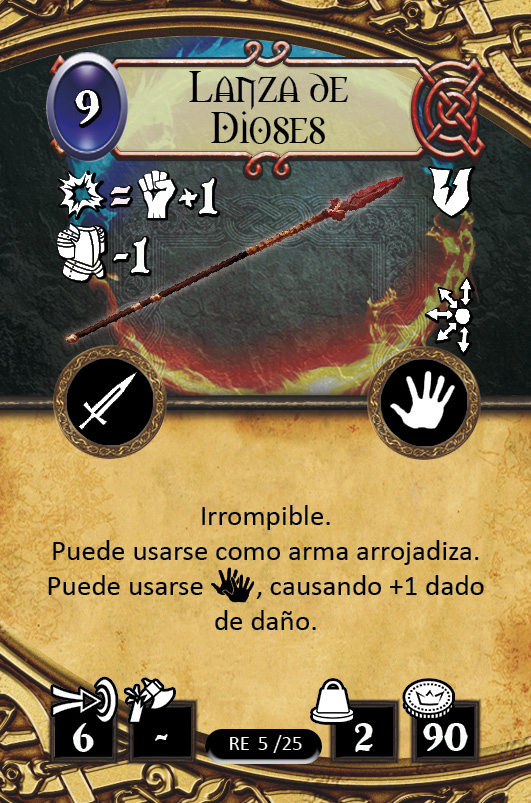 9
Lanza de
Dioses
= +1
-1
Irrompible.
Puede usarse como arma arrojadiza.
Puede usarse , causando +1 dado
de daño.
6 - RE 5 /25 2 90